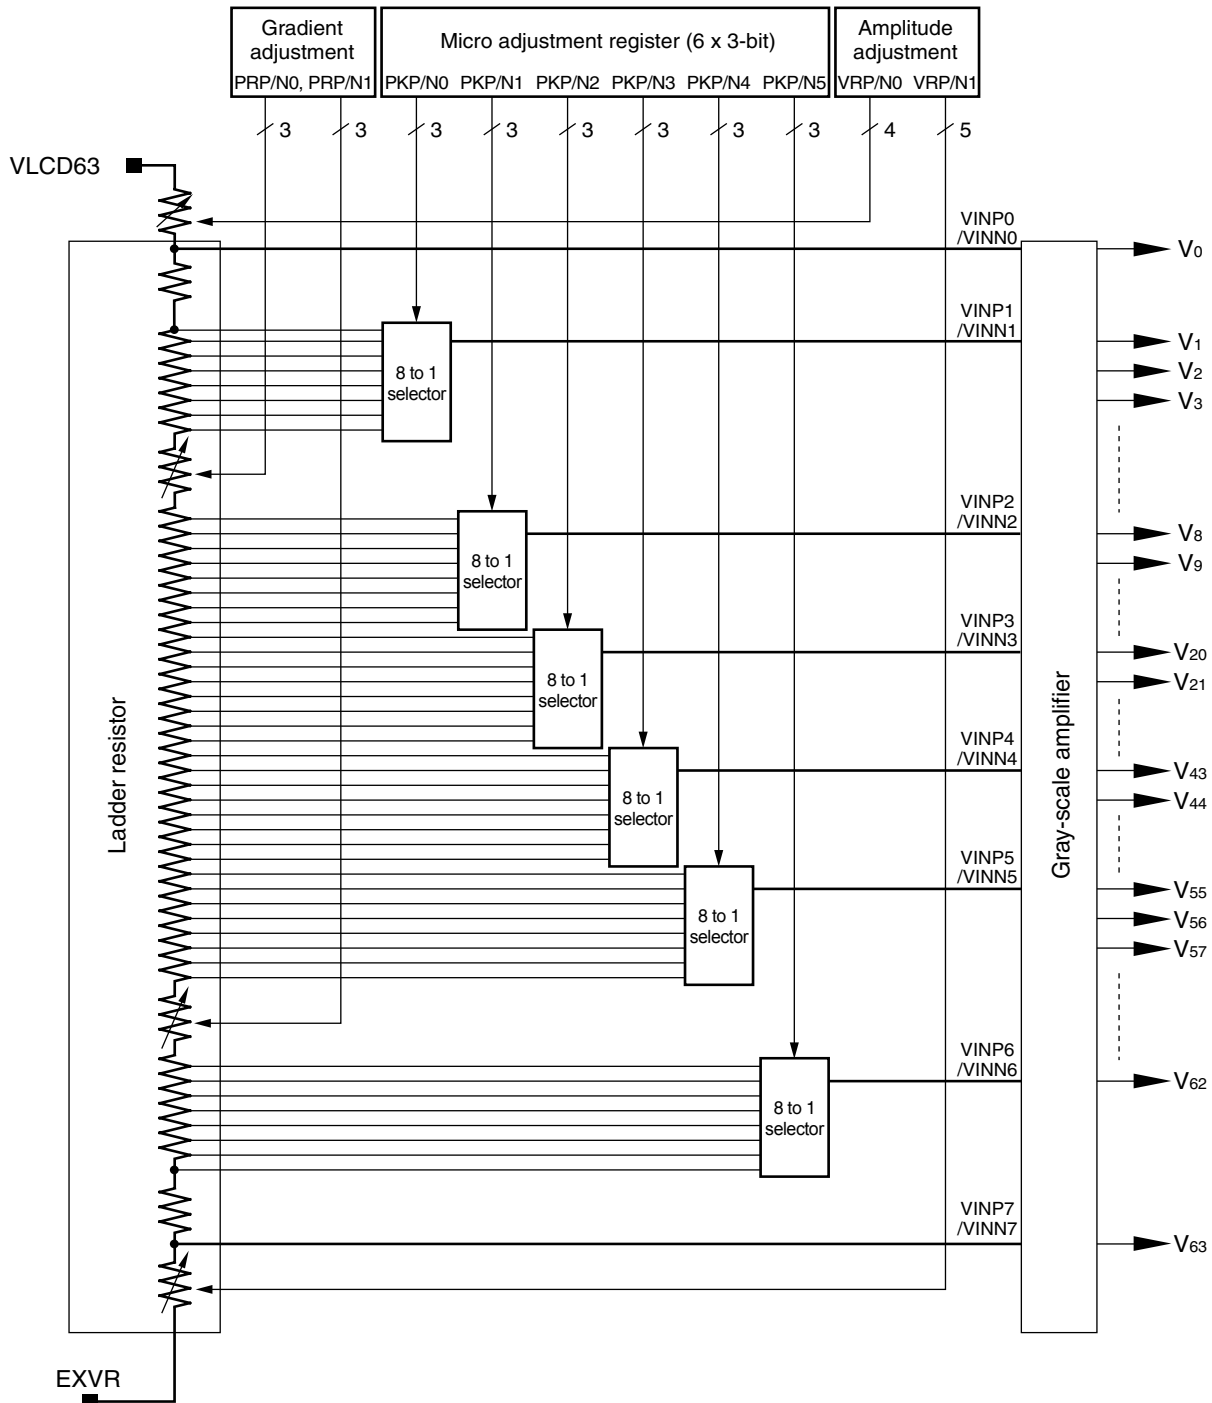 Gradient
adjustment
PRP/N0, PRP/N1
Micro adjustment register (6 x 3-bit)
PKP/N0 PKP/N1 PKP/N2 PKP/N3 PKP/N4 PKP/N5
Amplitude
adjustment
VRP/N0 VRP/N1
3 3 3 3 3 3 3 3 4 5
VLCD63
VINP0
/VINN0
V0
VINP1
/VINN1
V1
8 to 1
selector
V2
V3
VINP2
/VINN2
V8
8 to 1
selector
V9
VINP3
/VINN3
V20
8 to 1
selector
V21
Ladder resistor
Gray-scale amplifier
VINP4
/VINN4
V43
8 to 1
selector
V44
VINP5
/VINN5
V55
8 to 1
selector
V56
V57
VINP6
/VINN6
V62
8 to 1
selector
VINP7
/VINN7
V63
EXVR